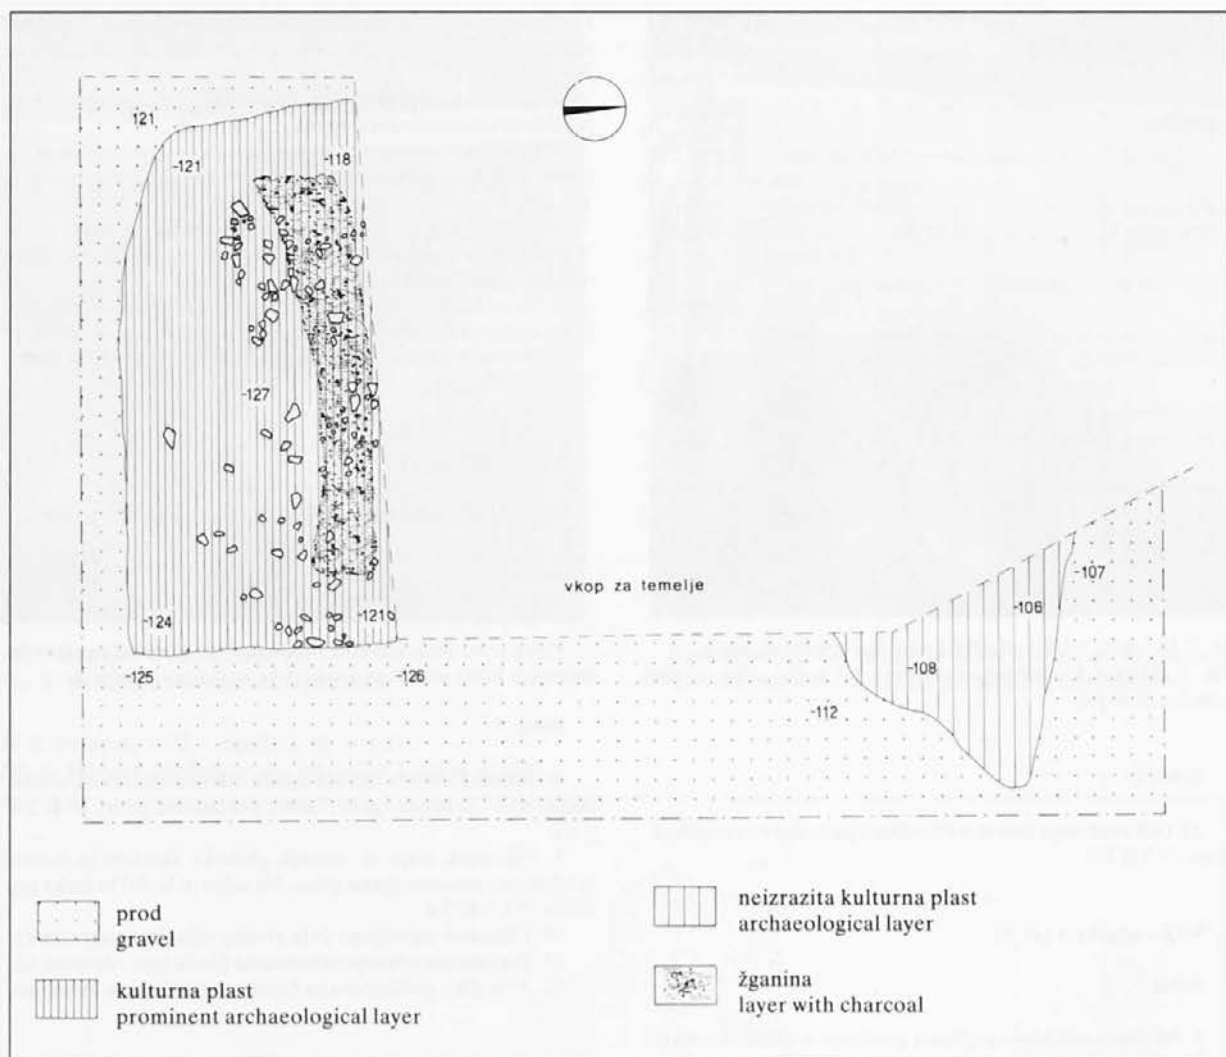 121
-121
-118
-127
vkop za temelje
-107
-106
-124
-121
-125
-126
-108
-112
prod
gravel
neizrazita kulturna plast
archaeological layer
kulturna plast
prominent archaeological layer
žganina
layer with charcoal